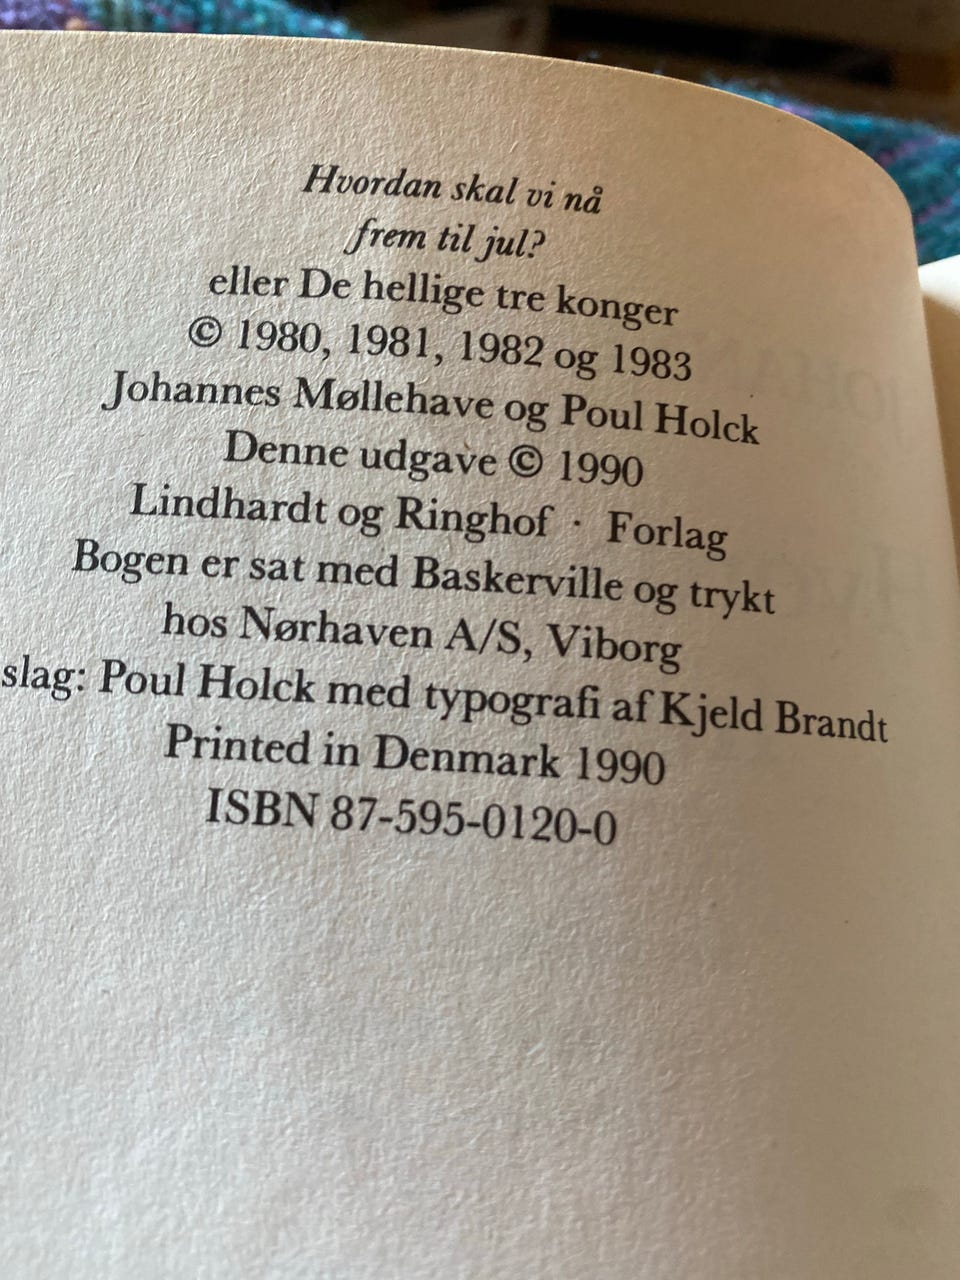 Hvordan skal vi nå
frem til jul?
eller De hellige tre konger
© 1980, 1981, 1982 og 1983
Johannes Møllehave og Poul Holck
Denne udgave © 1990
Lindhardt og Ringhof · Forlag
Bogen er sat med Baskerville og trykt
hos Nørhaven A/S, Viborg
slag: Poul Holck med typografi af Kjeld Brandt
Printed in Denmark 1990
ISBN 87-595-0120-0